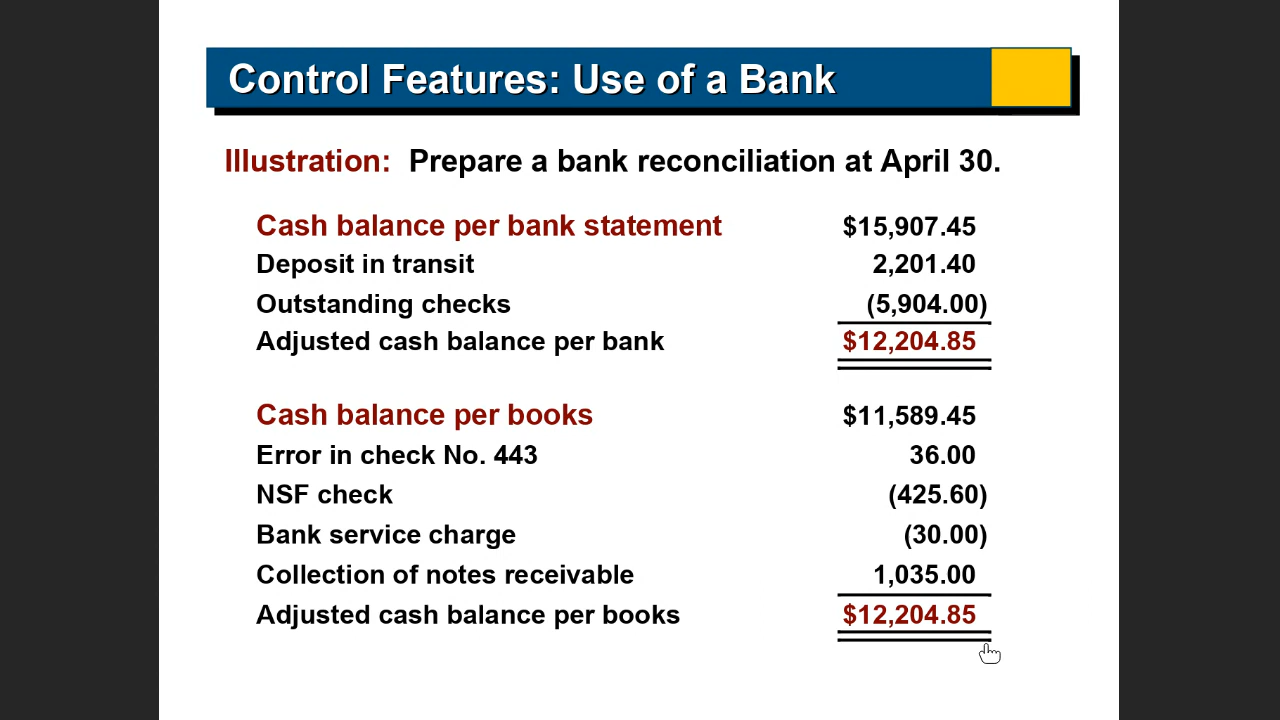 Control Features: Use of a Bank
Illustration: Prepare a bank reconciliation at April 30.
Cash balance per bank statement $15,907.45
Deposit in transit 2,201.40
Outstanding checks (5,904.00)
Adjusted cash balance per bank $12,204.85
Cash balance per books $11,589.45
Error in check No. 443 36.00
NSF check (425.60)
Bank service charge (30.00)
Collection of notes receivable 1,035.00
Adjusted cash balance per books $12,204.85